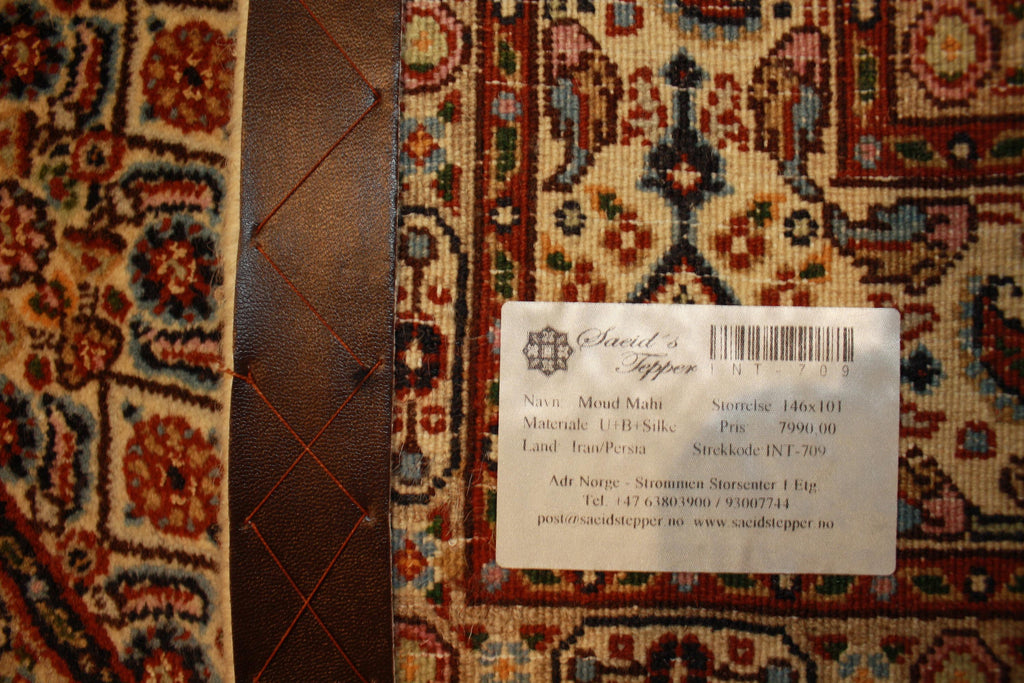 Saeid's
Tepper
INT-709
Navn: Moud Mahi Storrelse 146x101
Materiale U+B+Silke Pris 7990.00
Land: Iran/Persia Strekkode INT-709
Adr Norge - Strommen Storsenter 1 Etg.
Tel. +47 63803900 / 93007744
post@saeidstepper.no www.saeidstepper.no